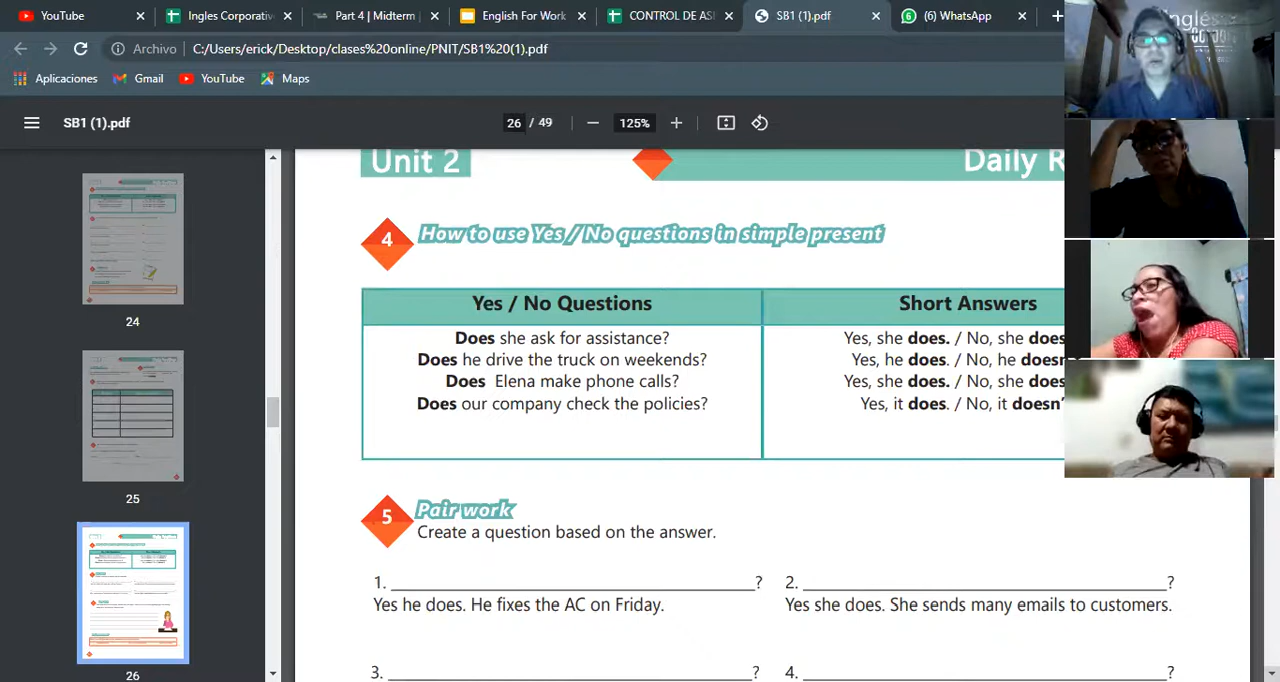 YouTube
Ingles Corporativ
Part 4 | Midterm
English For Work
CONTROL DE ASI
SB1 (1).pdf
(6) WhatsApp
Archivo
C:/Users/erick/Desktop/clases%20online/PNIT/SB1%20(1).pdf
Aplicaciones
Gmail
YouTube
Maps
SB1 (1).pdf
26 / 49
125%
24
25
26
Unit 2
Daily R
4
How to use Yes / No questions in simple present
Yes / No Questions
Short Answers
Does she ask for assistance?
Yes, she does. / No, she does
Does he drive the truck on weekends?
Yes, he does. / No, he doesn
Does Elena make phone calls?
Yes, she does. / No, she does
Does our company check the policies?
Yes, it does. / No, it doesn'
5
Pair work
Create a question based on the answer.
1. ?
2. ?
Yes he does. He fixes the AC on Friday.
Yes she does. She sends many emails to customers.
3. ?
4. ?